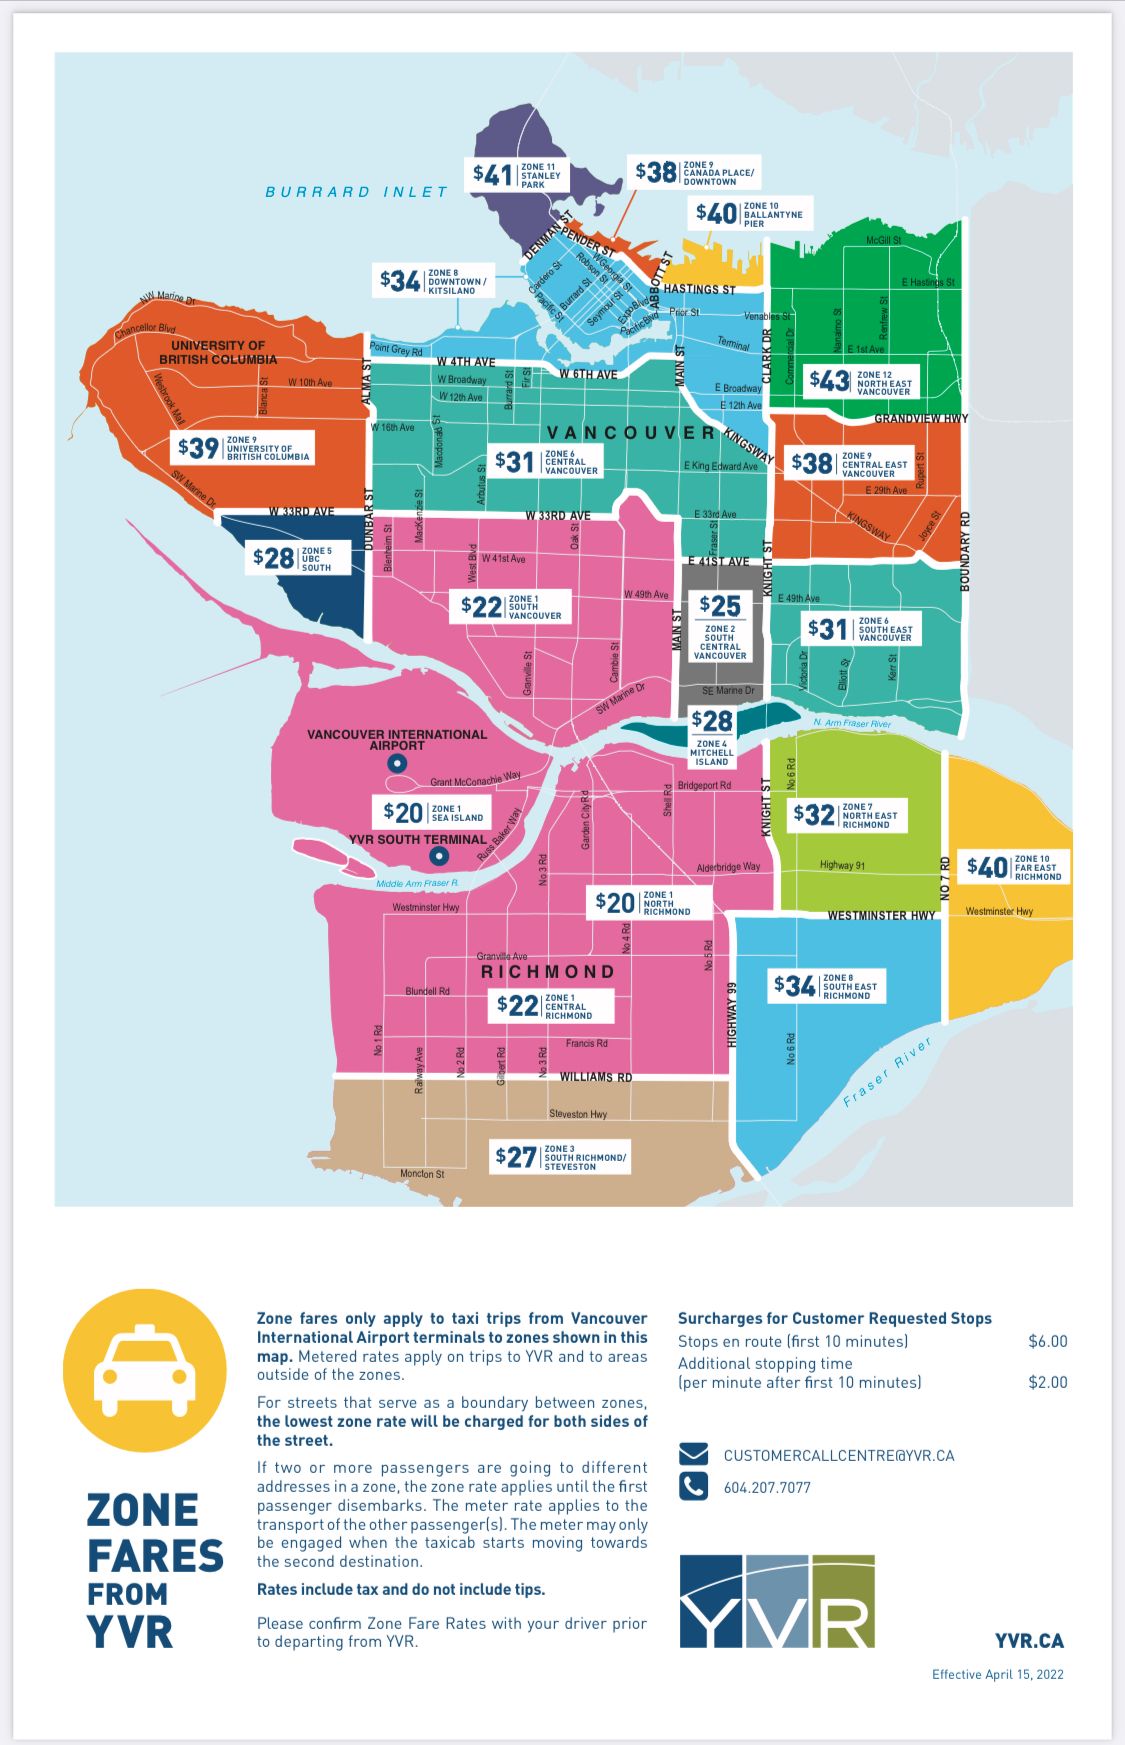 BURRARD INLET
$41 ZONE 11
STANLEY
PARK
$38 ZONE 9
CANADA PLACE/
DOWNTOWN
$40 ZONE 10
BALLANTYNE
PIER
DENMAN ST
PENDER ST
ABBOTT ST
HASTINGS ST
McGill St
E Hastings St
$34 ZONE 8
DOWNTOWN /
KITSILANO
Cardero St
Pacific St
Robson St
W Georgia St
Burrard St
Seymour St
Expo Blvd
Pacific Blvd
Prior St
Venables St
Terminal
CLARK DR
Commercial Dr
Nanaimo St
Renfrew St
E 1st Ave
NW Marine Dr
Chancellor Blvd
UNIVERSITY OF
BRITISH COLUMBIA
Wesbrook Mall
Blanca St
W 10th Ave
ALMA ST
Point Grey Rd
W 4TH AVE
W Broadway
W 12th Ave
Burrard St
Fir St
W 6TH AVE
MAIN ST
E Broadway
E 12th Ave
$43 ZONE 12
NORTH EAST
VANCOUVER
GRANDVIEW HWY
W 16th Ave
Macdonald St
VANCOUVER
KINGSWAY
$39 ZONE 9
UNIVERSITY OF
BRITISH COLUMBIA
$31 ZONE 6
CENTRAL
VANCOUVER
Arbutus St
E King Edward Ave
$38 ZONE 9
CENTRAL EAST
VANCOUVER
Rupert St
E 29th Ave
SW Marine Dr
W 33RD AVE
DUNBAR ST
MacKenzie St
W 33RD AVE
E 33rd Ave
Fraser St
KINGSWAY
Joyce St
BOUNDARY RD
$28 ZONE 5
UBC
SOUTH
Blenheim St
West Blvd
W 41st Ave
Oak St
E 41ST AVE
KNIGHT ST
$22 ZONE 1
SOUTH
VANCOUVER
W 49th Ave
MAIN ST
$25
ZONE 2
SOUTH
CENTRAL
VANCOUVER
E 49th Ave
$31 ZONE 6
SOUTH EAST
VANCOUVER
Granville St
Cambie St
Victoria Dr
Elliott St
Kerr St
SW Marine Dr
SE Marine Dr
$28
ZONE 4
MITCHELL
ISLAND
N. Arm Fraser River
VANCOUVER INTERNATIONAL
AIRPORT
Grant McConachie Way
$20 ZONE 1
SEA ISLAND
YVR SOUTH TERMINAL
Russ Baker Way
Middle Arm Fraser R.
Garden City Rd
Shell Rd
Bridgeport Rd
KNIGHT ST
No 6 Rd
$32 ZONE 7
NORTH EAST
RICHMOND
No 3 Rd
Alderbridge Way
Highway 91
NO 7 RD
$40 ZONE 10
FAR EAST
RICHMOND
Westminster Hwy
$20 ZONE 1
NORTH
RICHMOND
WESTMINSTER HWY
Westminster Hwy
No 4 Rd
No 5 Rd
Granville Ave
RICHMOND
Blundell Rd
$22 ZONE 1
CENTRAL
RICHMOND
$34 ZONE 8
SOUTH EAST
RICHMOND
HIGHWAY 99
No 1 Rd
Railway Ave
No 2 Rd
Gilbert Rd
No 3 Rd
Francis Rd
No 6 Rd
Fraser River
WILLIAMS RD
Steveston Hwy
$27 ZONE 3
SOUTH RICHMOND/
STEVESTON
Moncton St
ZONE
FARES
FROM
YVR
Zone fares only apply to taxi trips from Vancouver
International Airport terminals to zones shown in this
map. Metered rates apply on trips to YVR and to areas
outside of the zones.
For streets that serve as a boundary between zones,
the lowest zone rate will be charged for both sides of
the street.
If two or more passengers are going to different
addresses in a zone, the zone rate applies until the first
passenger disembarks. The meter rate applies to the
transport of the other passenger(s). The meter may only
be engaged when the taxicab starts moving towards
the second destination.
Rates include tax and do not include tips.
Please confirm Zone Fare Rates with your driver prior
to departing from YVR.
Surcharges for Customer Requested Stops
Stops en route (first 10 minutes) $6.00
Additional stopping time
(per minute after first 10 minutes) $2.00
CUSTOMERCALLCENTRE@YVR.CA
604.207.7077
YVR
YVR.CA
Effective April 15, 2022